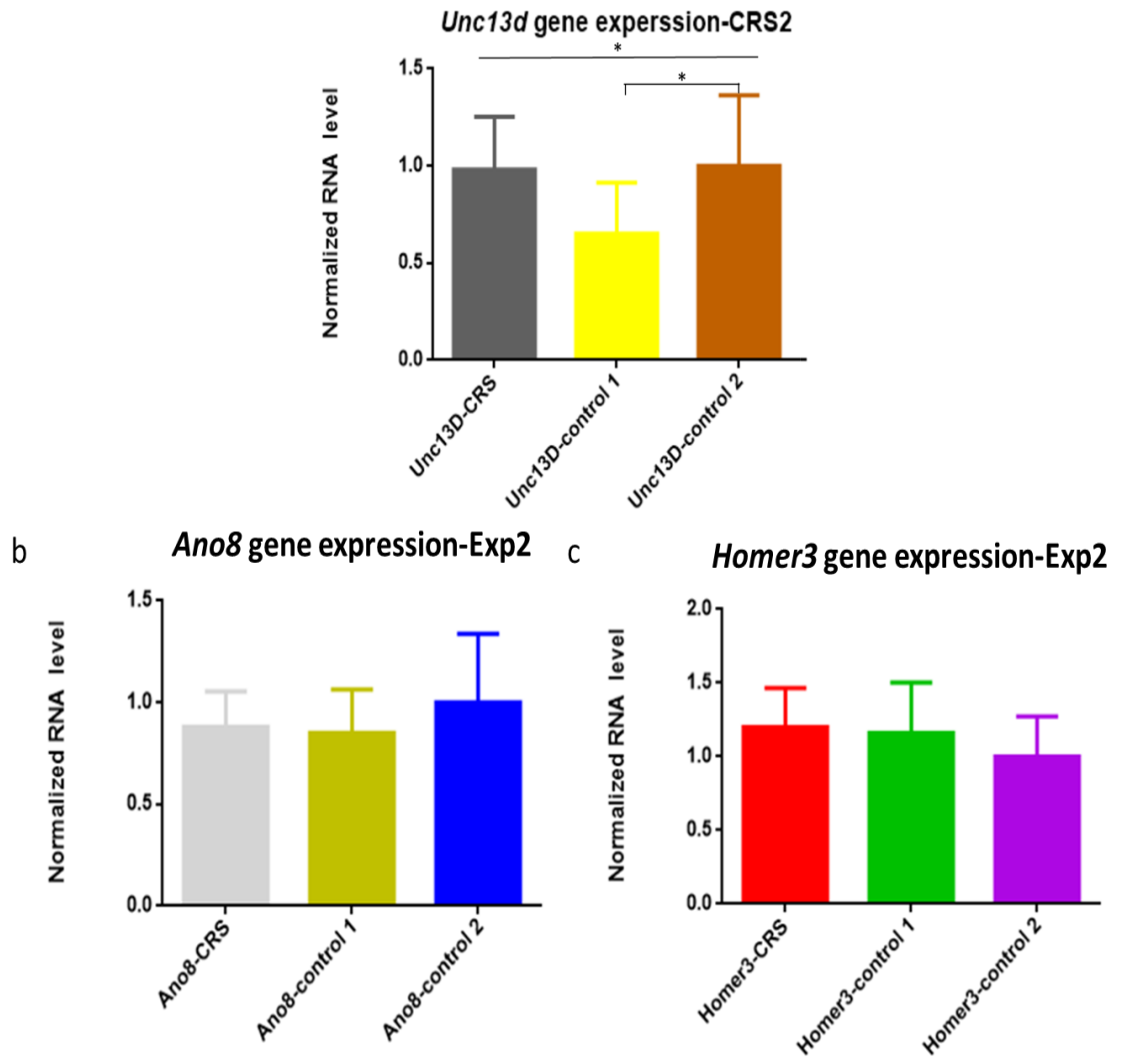 Unc13d gene experssion-CRS2
*
*
Normalized RNA level
1.5
1.0
0.5
0.0
Unc13D-CRS
Unc13D-control 1
Unc13D-control 2
b
Ano8 gene expression-Exp2
Normalized RNA level
1.5
1.0
0.5
0.0
Ano8-CRS
Ano8-control 1
Ano8-control 2
c
Homer3 gene expression-Exp2
Normalized RNA level
2.0
1.5
1.0
0.5
0.0
Homer3-CRS
Homer3-control 1
Homer3-control 2